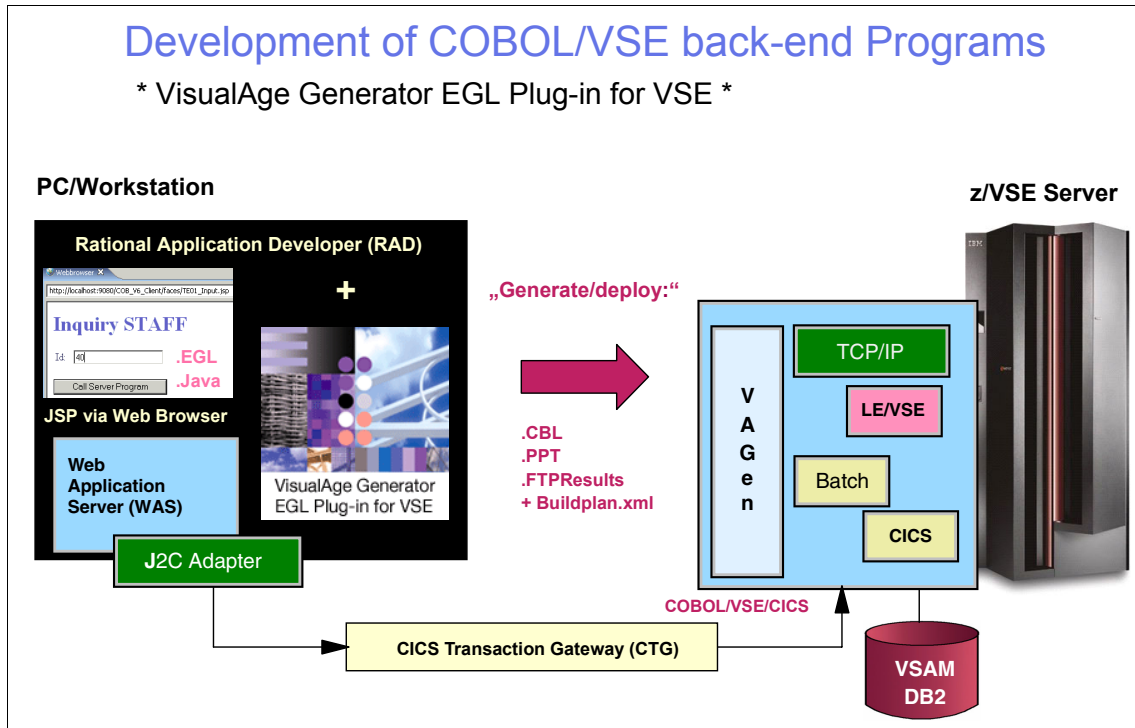 Development of COBOL/VSE back-end Programs
* VisualAge Generator EGL Plug-in for VSE *
PC/Workstation
z/VSE Server
Rational Application Developer (RAD)
Webbrowser
http://localhost:9080/COB_V6_Client/faces/TE01_Input.jsp
Inquiry STAFF
Id: 40
.EGL
.Java
Call Server Program
JSP via Web Browser
+
VisualAge Generator
EGL Plug-in for VSE
Web
Application
Server (WAS)
J2C Adapter
„Generate/deploy:“
.CBL
.PPT
.FTPResults
+ Buildplan.xml
V
A
G
e
n
TCP/IP
LE/VSE
Batch
CICS
IBM
COBOL/VSE/CICS
CICS Transaction Gateway (CTG)
VSAM
DB2